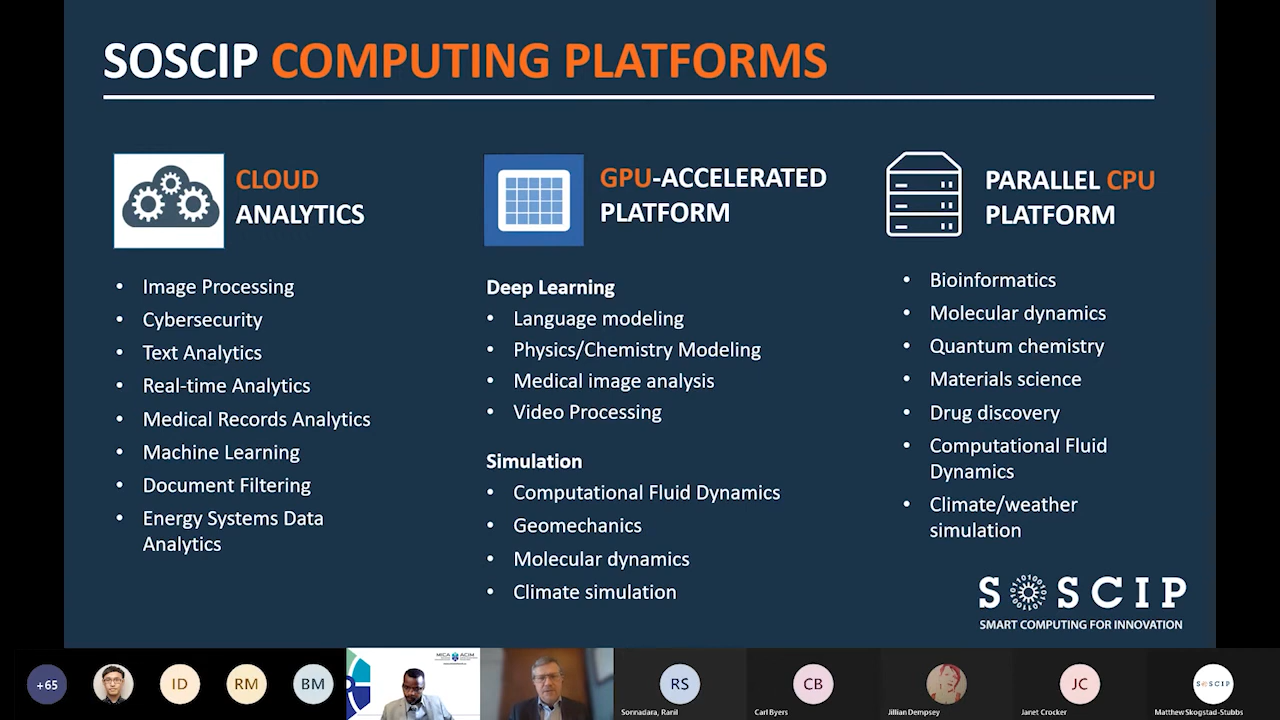 SOSCIP COMPUTING PLATFORMS
CLOUD
ANALYTICS
• Image Processing
• Cybersecurity
• Text Analytics
• Real-time Analytics
• Medical Records Analytics
• Machine Learning
• Document Filtering
• Energy Systems Data
Analytics
GPU-ACCELERATED
PLATFORM
Deep Learning
• Language modeling
• Physics/Chemistry Modeling
• Medical image analysis
• Video Processing
Simulation
• Computational Fluid Dynamics
• Geomechanics
• Molecular dynamics
• Climate simulation
PARALLEL CPU
PLATFORM
• Bioinformatics
• Molecular dynamics
• Quantum chemistry
• Materials science
• Drug discovery
• Computational Fluid
Dynamics
• Climate/weather
simulation
SOSCIP
SMART COMPUTING FOR INNOVATION
+65
ID
RM
BM
MICA ACIM
RS
Sonnadara, Ranil
CB
Carl Byers
Jillian Dempsey
JC
Janet Crocker
SOSCIP
Matthew Skogstad-Stubbs